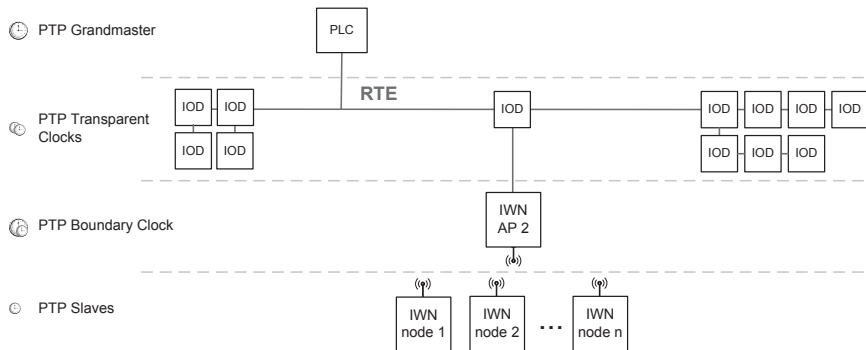 PTP Grandmaster
PLC
RTE
IOD IOD IOD IOD IOD IOD IOD
PTP Transparent
Clocks
IOD IOD IOD IOD IOD
PTP Boundary Clock
IWN
AP 2
PTP Slaves
IWN IWN IWN
node 1 node 2 ... node n